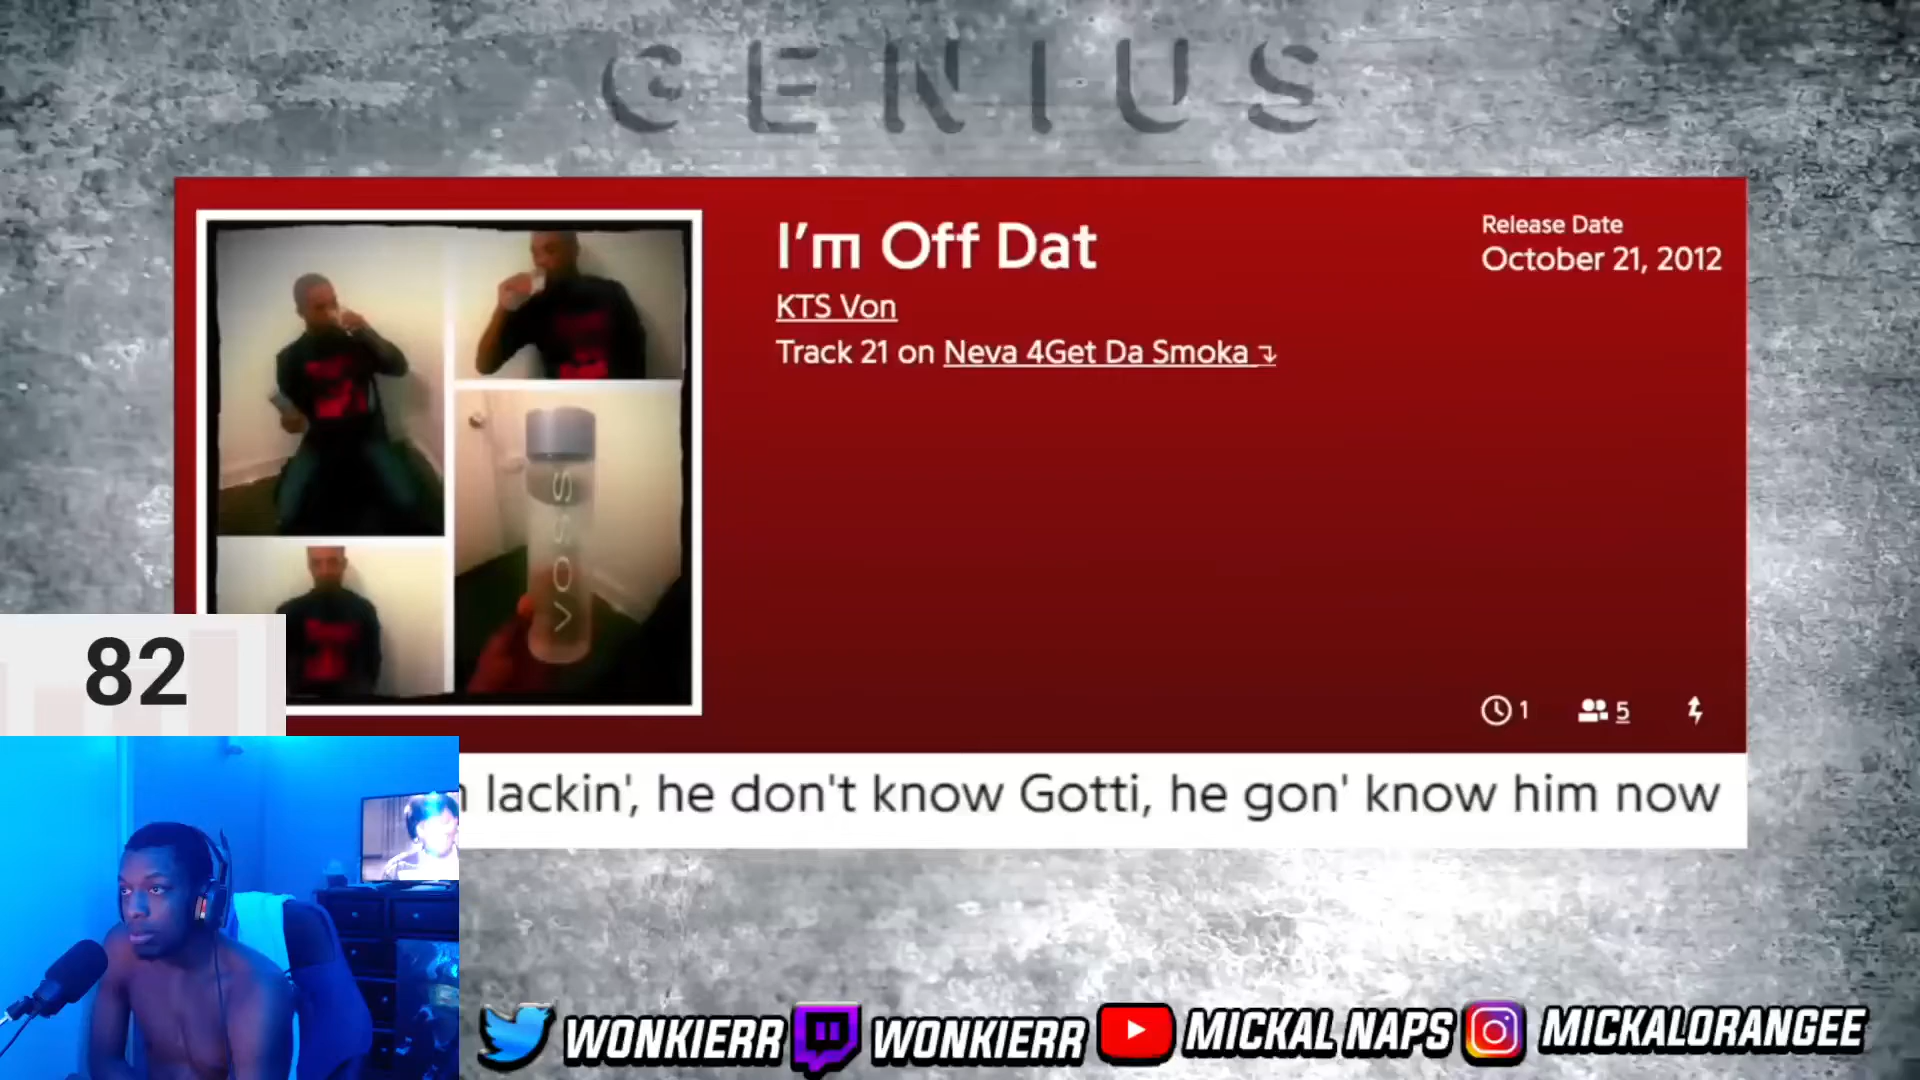 GENIUS
I'm Off Dat
KTS Von
Track 21 on Neva 4Get Da Smoka
Release Date
October 21, 2012
VOSS
82
1
5
lackin', he don't know Gotti, he gon' know him now
WONKIERR
WONKIERR
MICKAL NAPS
MICKALORANGEE